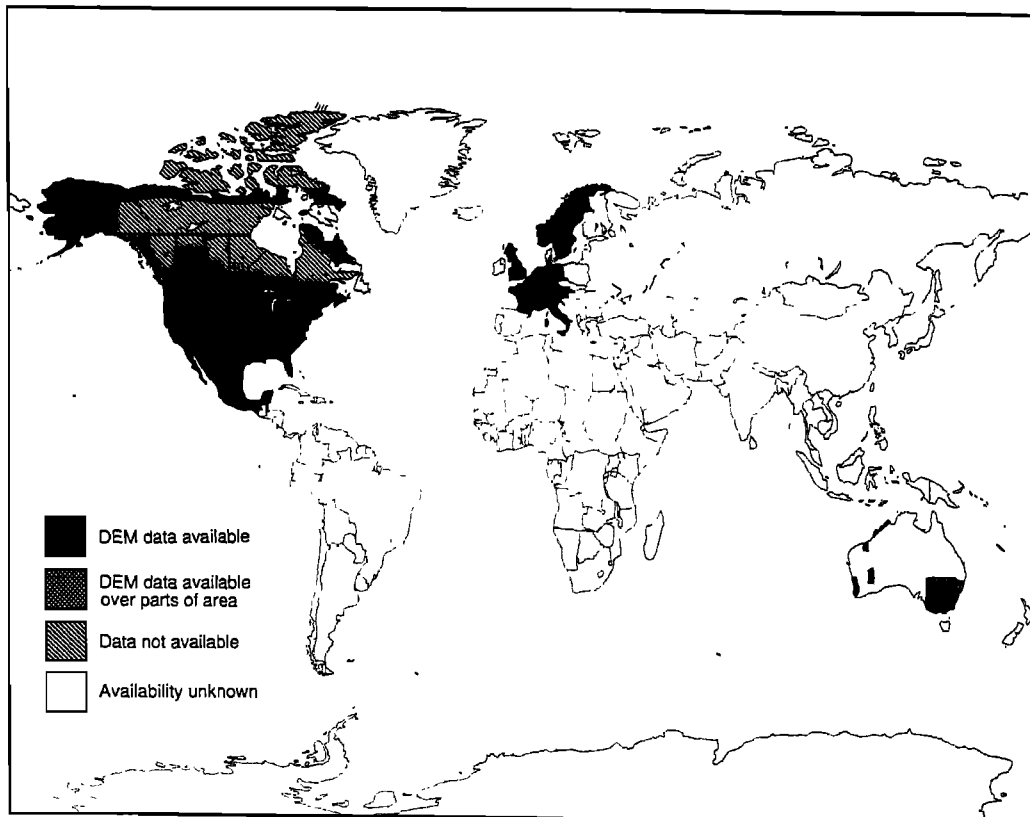 DEM data available
DEM data available
over parts of area
Data not available
Availability unknown